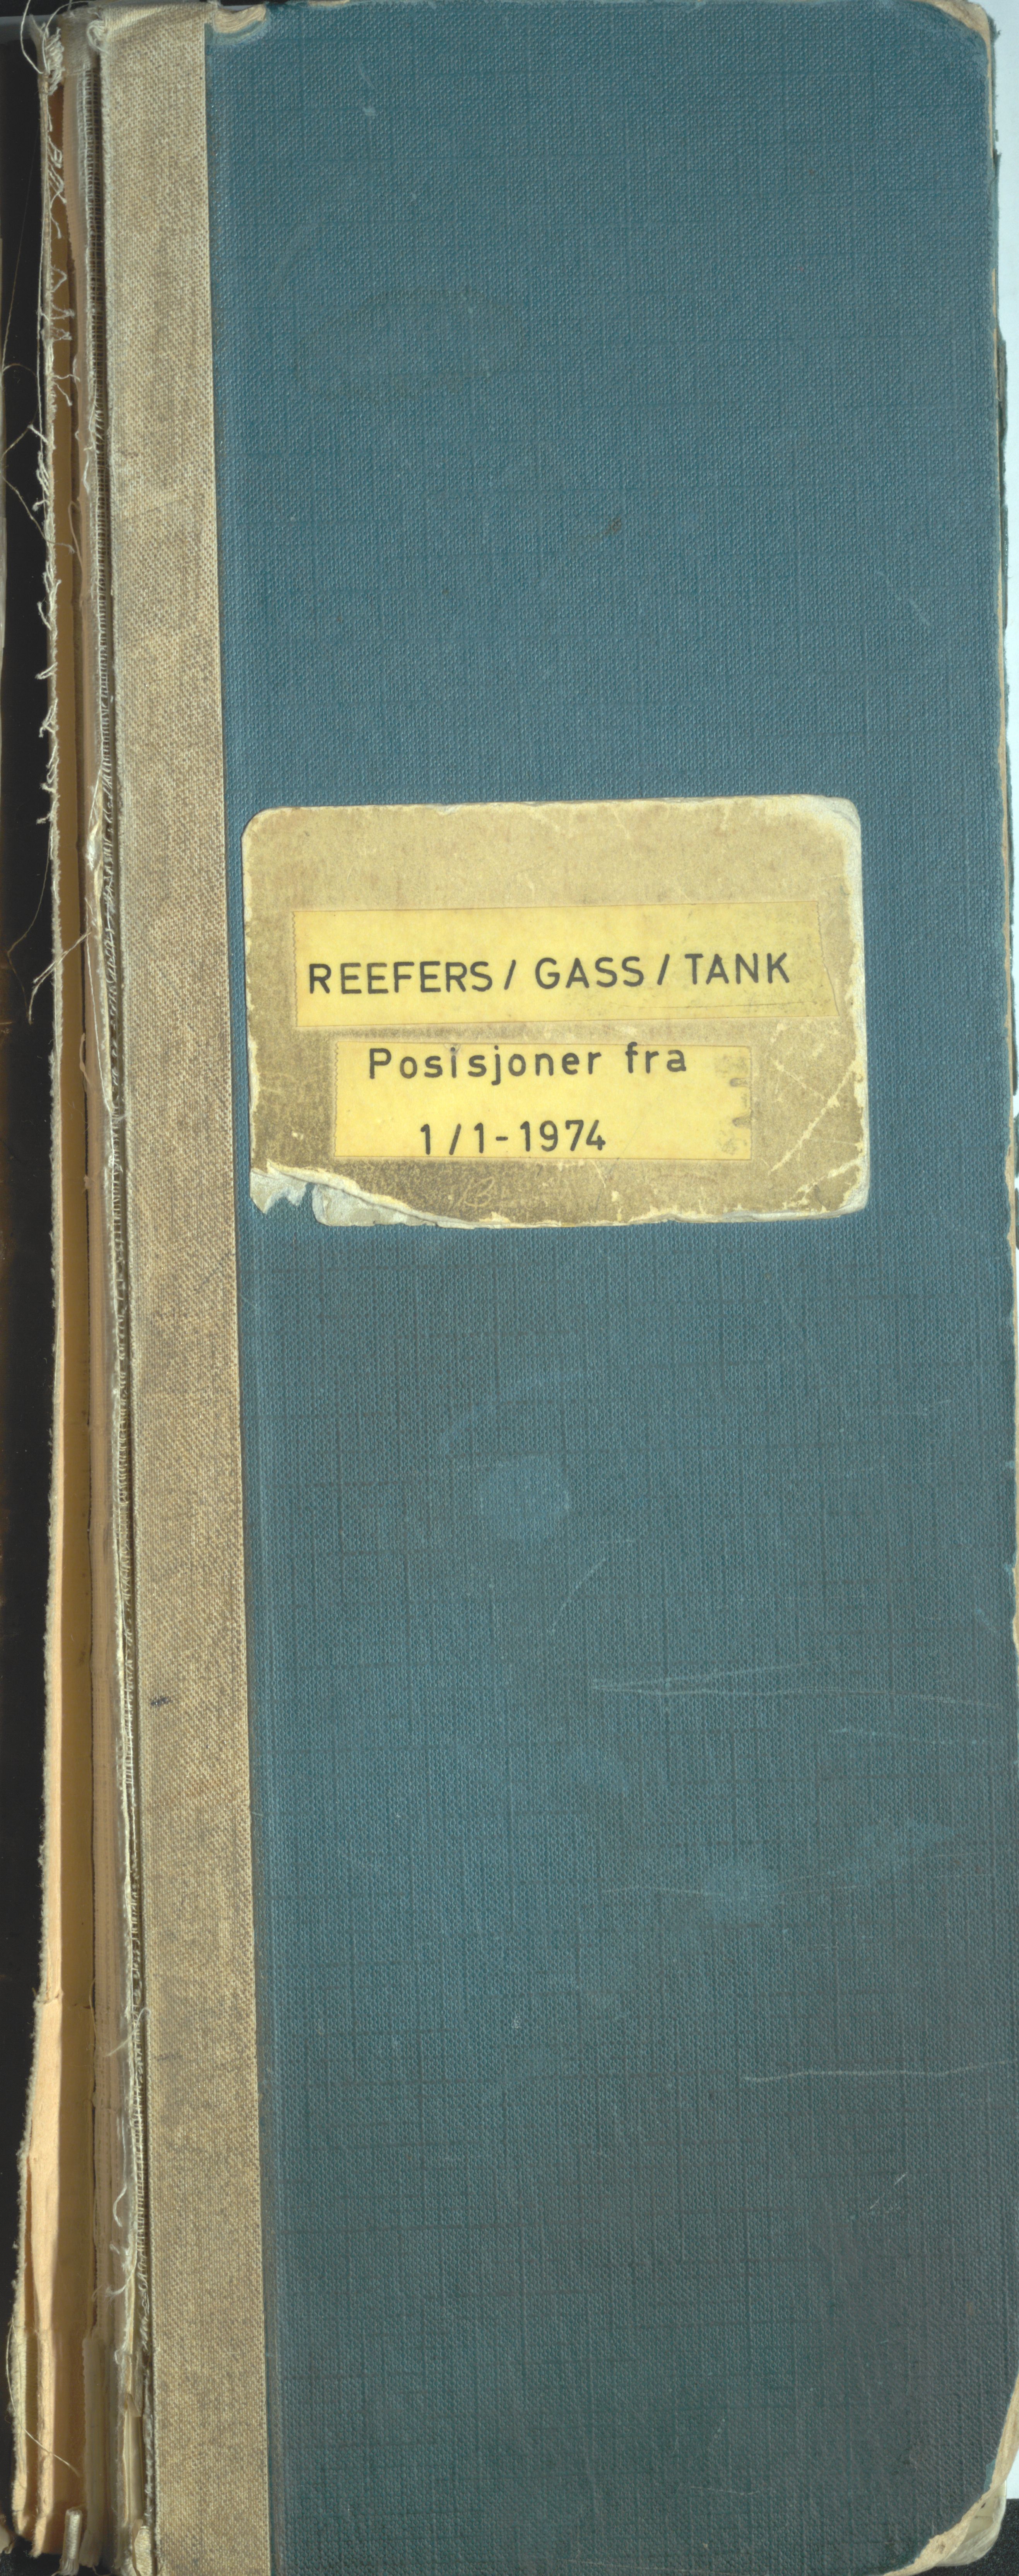 REEFERS / GASS / TANK
Posisjoner fra
1/1-1974